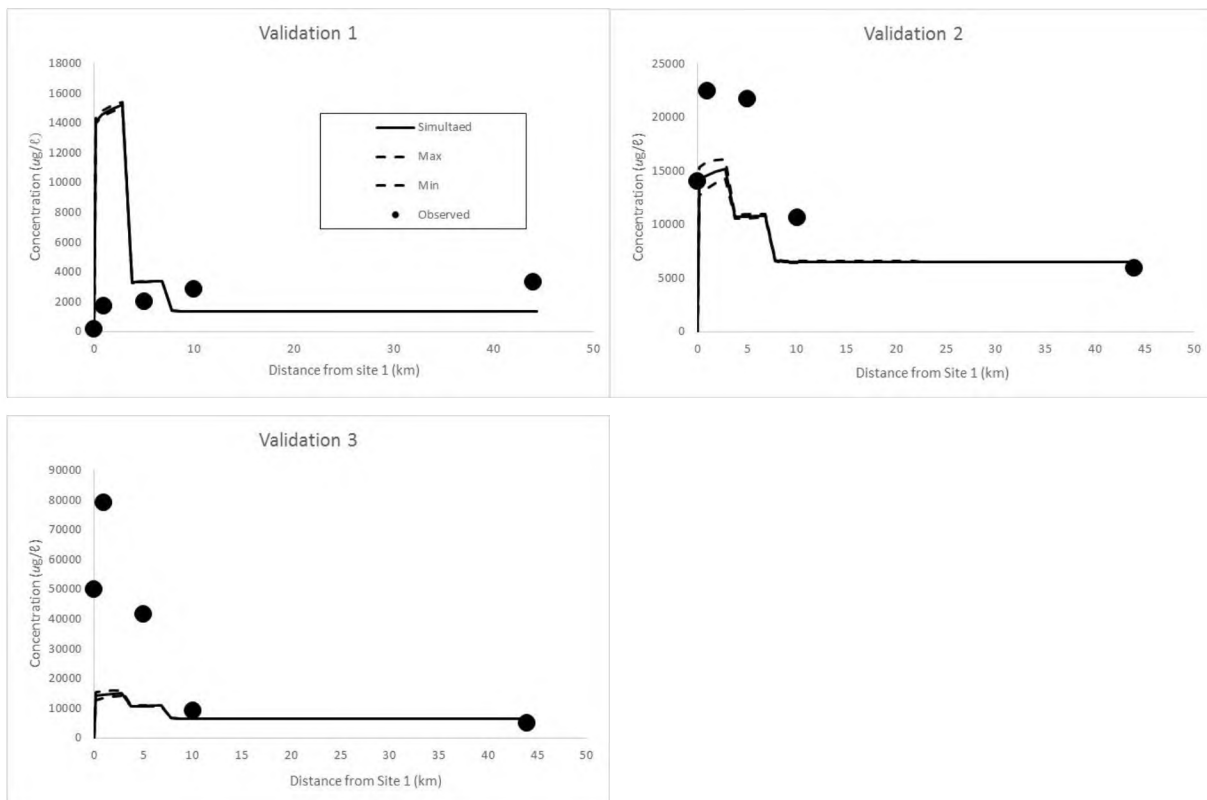 Validation 1
Concentration (ug/ℓ)
18000
16000
14000
12000
10000
8000
6000
4000
2000
0
Simultaed
Max
Min
Observed
0 10 20 30 40 50
Distance from site 1 (km)
Validation 2
Concentration (ug/ℓ)
25000
20000
15000
10000
5000
0
0 5 10 15 20 25 30 35 40 45 50
Distance from Site 1 (km)
Validation 3
Concentration (ug/ℓ)
90000
80000
70000
60000
50000
40000
30000
20000
10000
0
0 5 10 15 20 25 30 35 40 45 50
Distance from Site 1 (km)